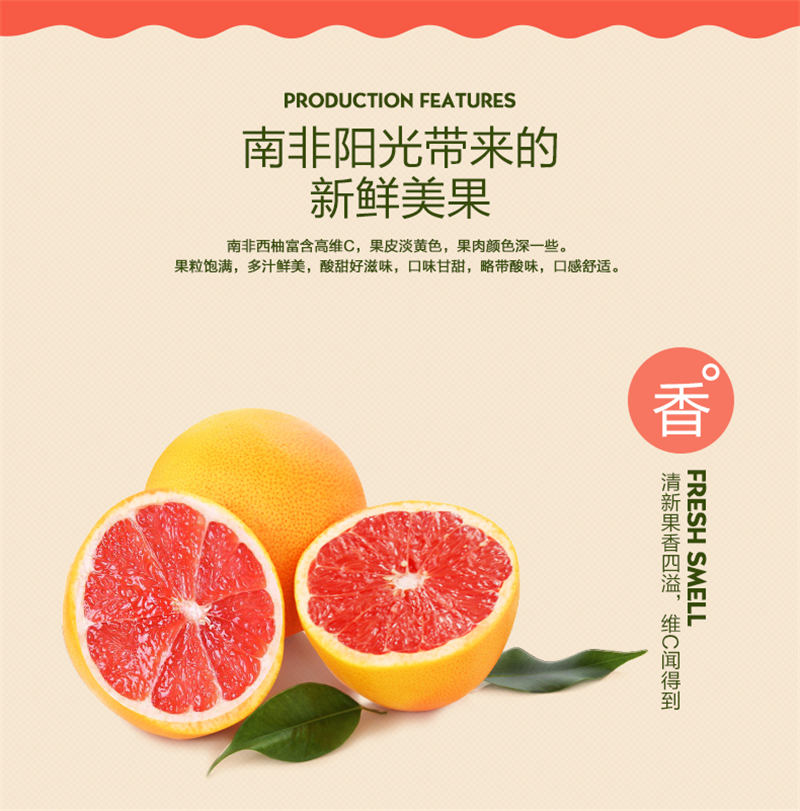 PRODUCTION FEATURES
南非阳光带来的
新鲜美果
南非西柚富含高维C，果皮淡黄色，果肉颜色深一些。
果粒饱满，多汁鲜美，酸甜好滋味，口味甘甜，略带酸味，口感舒适。
香
FRESH SMELL
清新果香四溢，维C闻得到